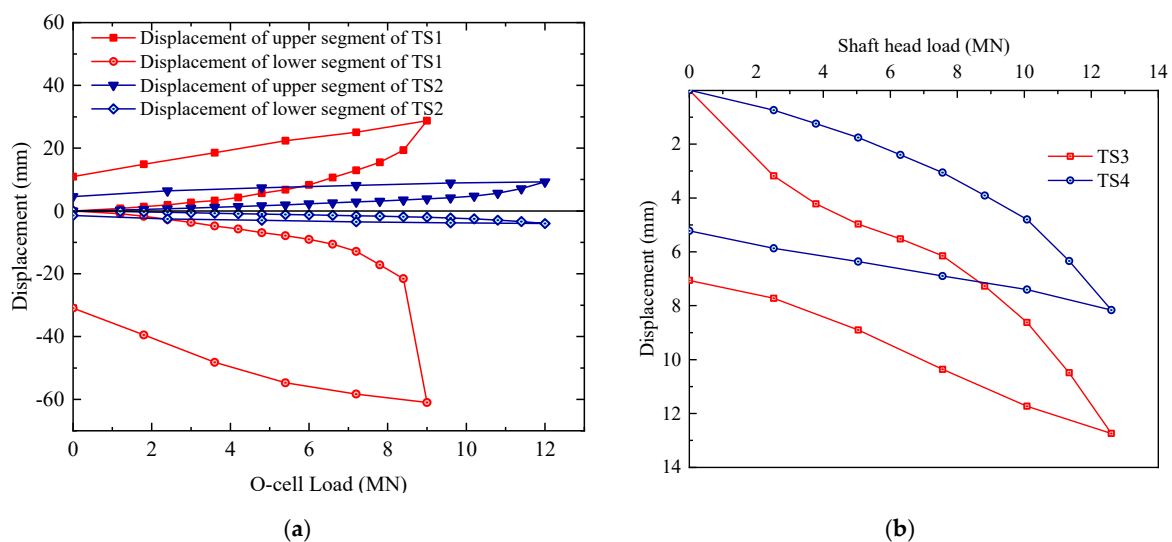 60
40
20
0
-20
-40
-60
Displacement (mm)
Displacement of upper segment of TS1
Displacement of lower segment of TS1
Displacement of upper segment of TS2
Displacement of lower segment of TS2
0 2 4 6 8 10 12
O-cell Load (MN)
(a)
Shaft head load (MN)
0 2 4 6 8 10 12 14
2
4
6
8
10
12
14
Displacement (mm)
TS3
TS4
(b)